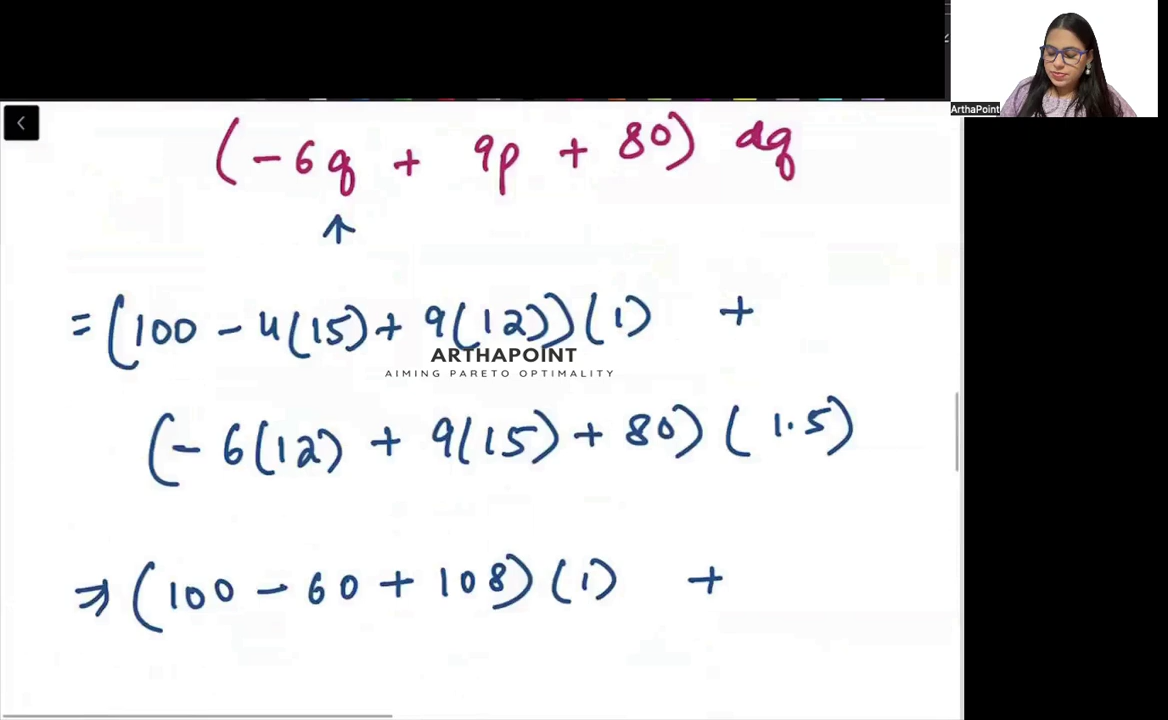 ArthaPoint
(-6q + 9p + 80) dq
↑
= (100 - 4(15) + 9(12))(1) +
ARTHAPOINT
AIMING PARETO OPTIMALITY
(-6(12) + 9(15) + 80)(1.5)
⇒ (100 - 60 + 108)(1) +